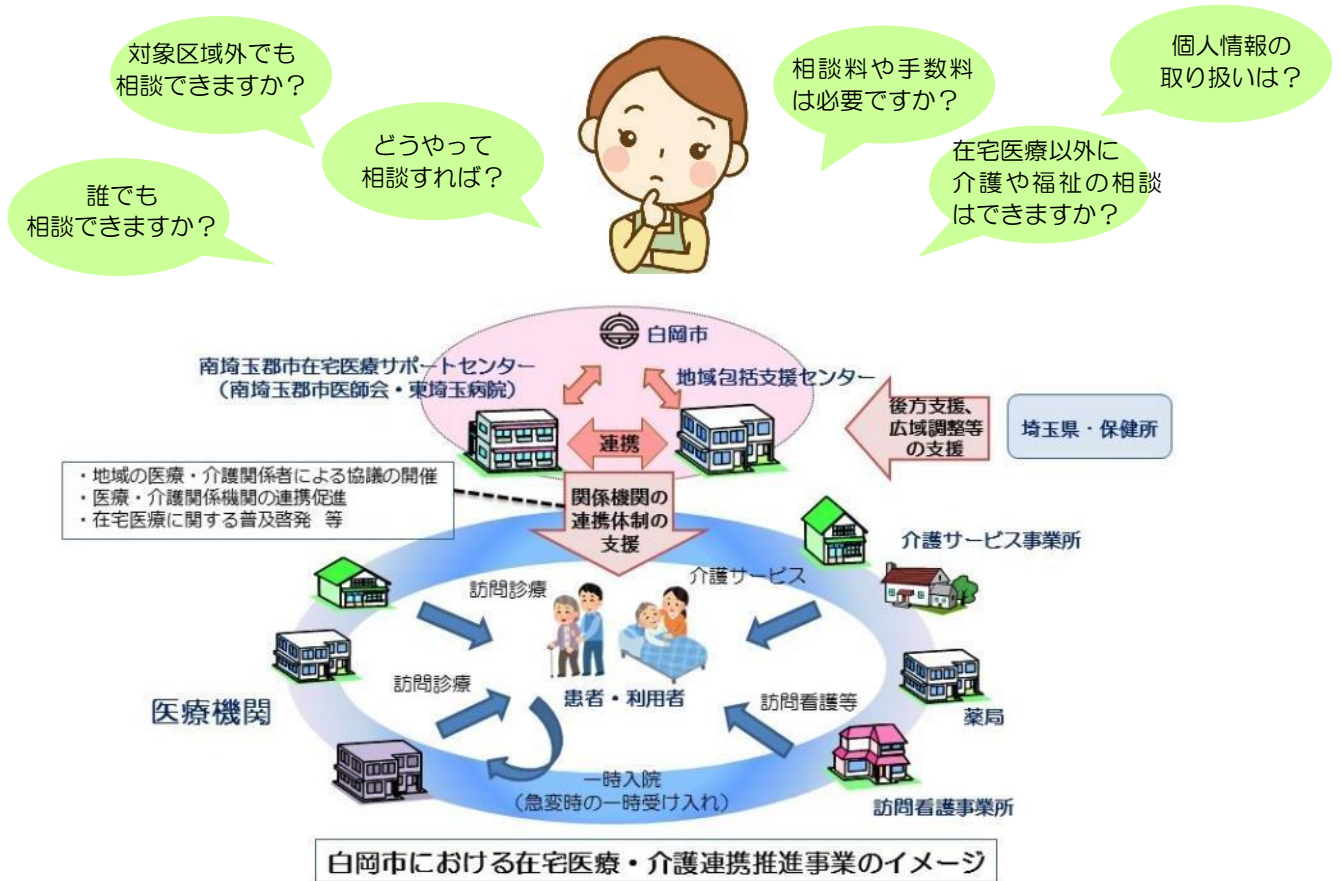 対象区域外でも
相談できますか？
どうやって
相談すれば？
誰でも
相談できますか？
相談料や手数料
は必要ですか？
個人情報の
取り扱いは？
在宅医療以外に
介護や福祉の相談
はできますか？
白岡市
南埼玉郡市在宅医療サポートセンター
（南埼玉郡市医師会・東埼玉病院）
地域包括支援センター
連携
後方支援、
広域調整等
の支援
埼玉県・保健所
・地域の医療・介護関係者による協議の開催
・医療・介護関係機関の連携促進
・在宅医療に関する普及啓発 等
関係機関の
連携体制の
支援
介護サービス事業所
訪問診療
介護サービス
訪問診療
患者・利用者
訪問看護等
医療機関
薬局
一時入院
（急変時の一時受け入れ）
訪問看護事業所
白岡市における在宅医療・介護連携推進事業のイメージ